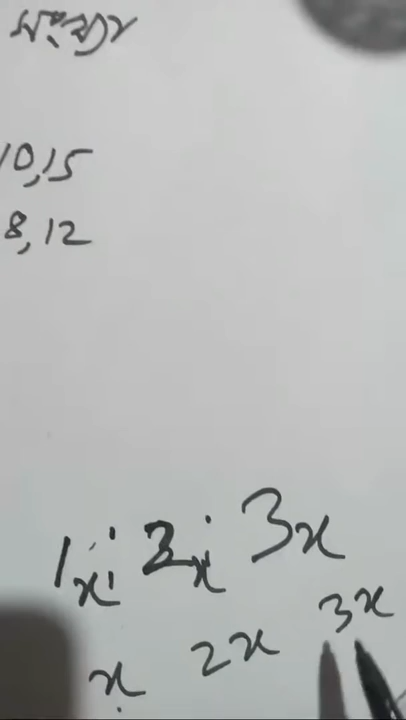 10, 15
8, 12
1x : 2x : 3x
x 2x 3x